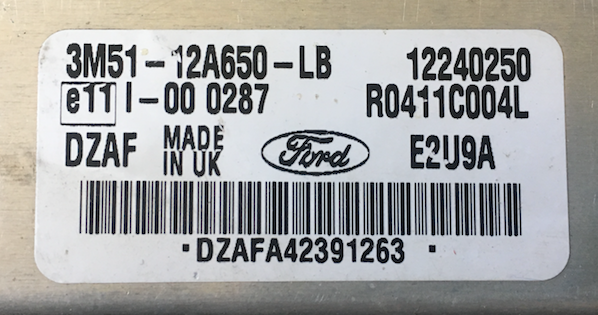 3M51-12A650-LB 12240250
e11 I-00 0287 R0411C004L
DZAF MADE IN UK Ford E2U9A
DZAFA42391263